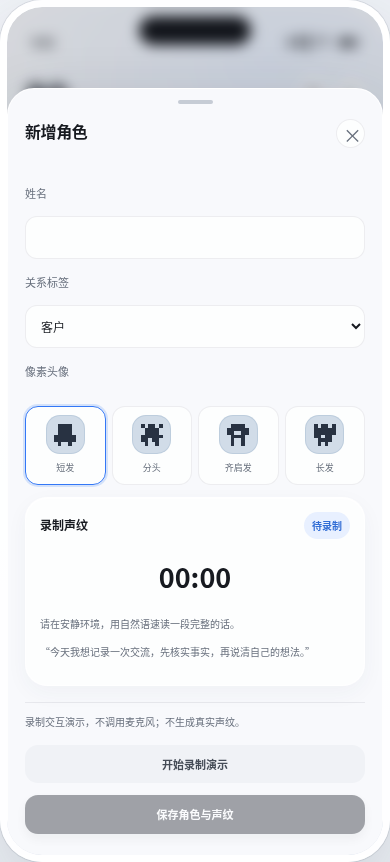 新增角色
姓名
关系标签
客户
像素头像
短发 分头 齐肩发 长发
录制声纹 待录制
00:00
请在安静环境，用自然语速读一段完整的话。
“今天我想记录一次交流，先核实事实，再说清自己的想法。”
录制交互演示，不调用麦克风；不生成真实声纹。
开始录制演示
保存角色与声纹